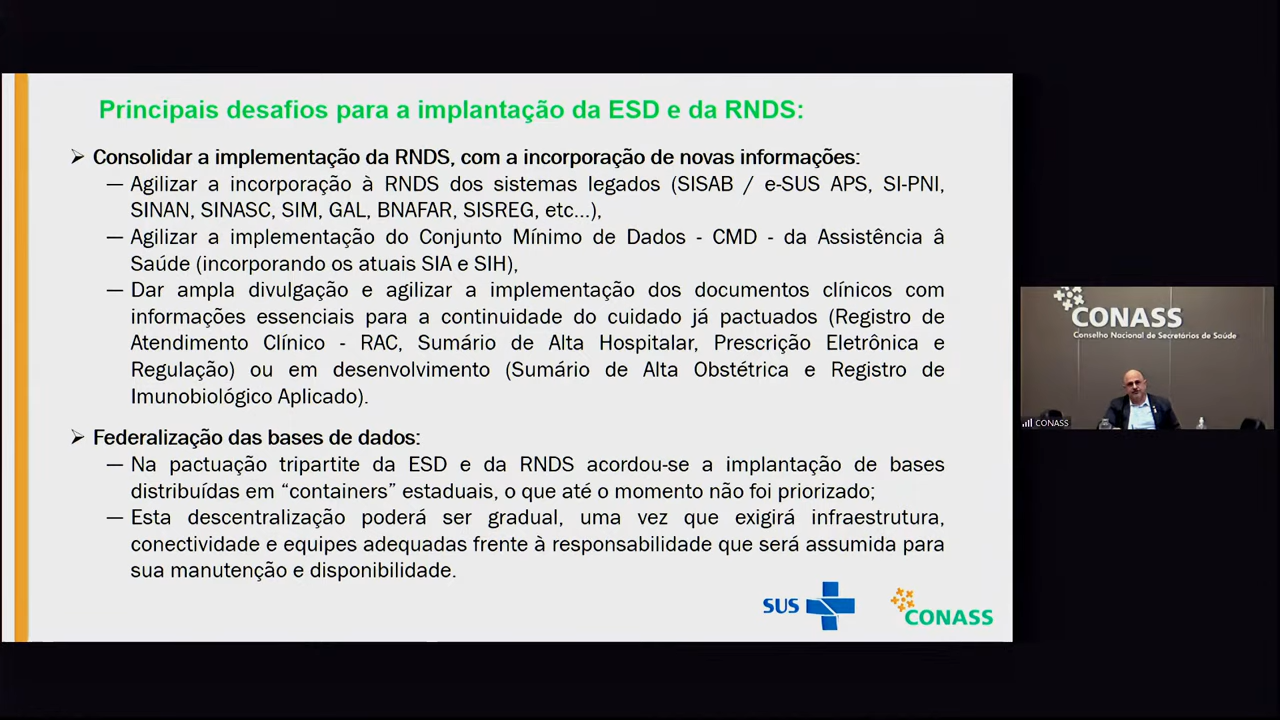 Principais desafios para a implantação da ESD e da RNDS:
➢ Consolidar a implementação da RNDS, com a incorporação de novas informações:
— Agilizar a incorporação à RNDS dos sistemas legados (SISAB / e-SUS APS, SI-PNI,
SINAN, SINASC, SIM, GAL, BNAFAR, SISREG, etc...),
— Agilizar a implementação do Conjunto Mínimo de Dados - CMD - da Assistência â
Saúde (incorporando os atuais SIA e SIH),
— Dar ampla divulgação e agilizar a implementação dos documentos clínicos com
informações essenciais para a continuidade do cuidado já pactuados (Registro de
Atendimento Clínico - RAC, Sumário de Alta Hospitalar, Prescrição Eletrônica e
Regulação) ou em desenvolvimento (Sumário de Alta Obstétrica e Registro de
Imunobiológico Aplicado).
➢ Federalização das bases de dados:
— Na pactuação tripartite da ESD e da RNDS acordou-se a implantação de bases
distribuídas em “containers” estaduais, o que até o momento não foi priorizado;
— Esta descentralização poderá ser gradual, uma vez que exigirá infraestrutura,
conectividade e equipes adequadas frente à responsabilidade que será assumida para
sua manutenção e disponibilidade.
SUS
CONASS
CONASS
Conselho Nacional de Secretários de Saúde
CONASS